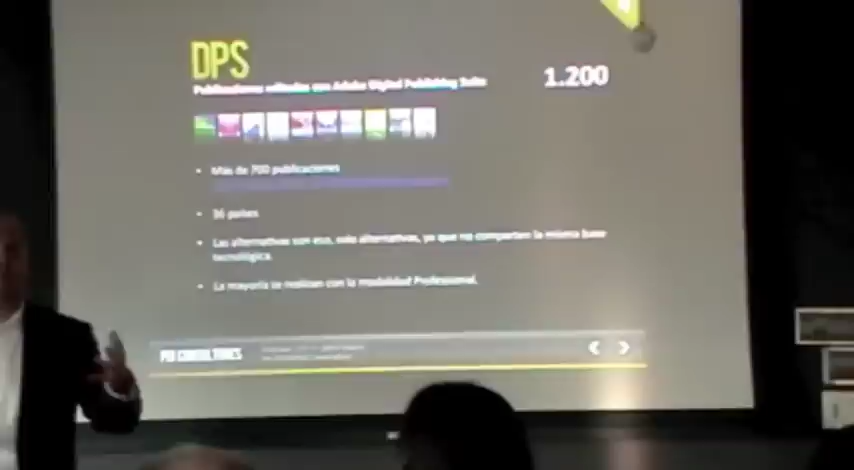 DPS
Publicaciones editadas con Adobe Digital Publishing Suite
1.200
• Más de 700 publicaciones
• 36 países
• Las alternativas son eso, solo alternativas, ya que no comparten la misma base
tecnológica.
• La mayoría se realizan con la modalidad Professional.